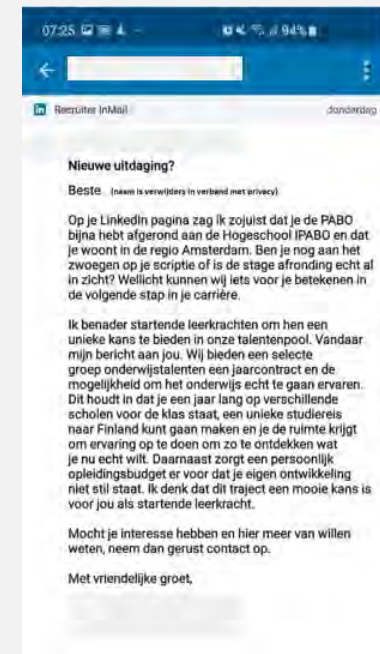 07:25
94%
Recruiter InMail
donderdag
Nieuwe uitdaging?
Beste (naam is verwijders in verband met privacy)
Op je LinkedIn pagina zag ik zojuist dat je de PABO
bijna hebt afgerond aan de Hogeschool IPABO en dat
je woont in de regio Amsterdam. Ben je nog aan het
zwoegen op je scriptie of is de stage afronding echt al
in zicht? Wellicht kunnen wij iets voor je betekenen in
de volgende stap in je carrière.
Ik benader startende leerkrachten om hen een
unieke kans te bieden in onze talentenpool. Vandaar
mijn bericht aan jou. Wij bieden een selecte
groep onderwijstalenten een jaarcontract en de
mogelijkheid om het onderwijs echt te gaan ervaren.
Dit houdt in dat je een jaar lang op verschillende
scholen voor de klas staat, een unieke studiereis
naar Finland kunt gaan maken en je de ruimte krijgt
om ervaring op te doen om zo te ontdekken wat
je nu echt wilt. Daarnaast zorgt een persoonlijk
opleidingsbudget er voor dat je eigen ontwikkeling
niet stil staat. Ik denk dat dit traject een mooie kans is
voor jou als startende leerkracht.
Mocht je interesse hebben en hier meer van willen
weten, neem dan gerust contact op.
Met vriendelijke groet,